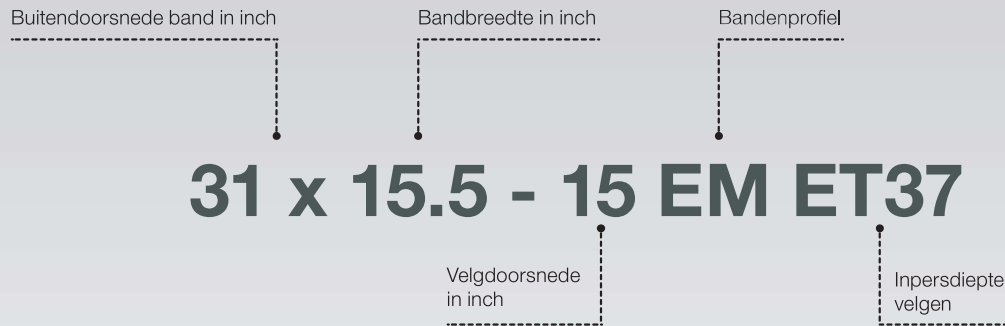 Buitendoorsnede band in inch
Bandbreedte in inch
Bandenprofiel
31 x 15.5 - 15 EM ET37
Velgdoorsnede
in inch
Inpersdiepte
velgen